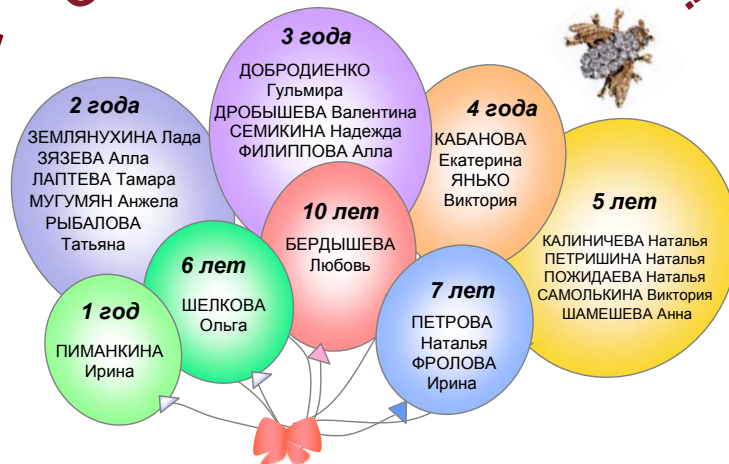 3 года
ДОБРОДИЕНКО
Гульмира
ДРОБЫШЕВА Валентина
СЕМИКИНА Надежда
ФИЛИППОВА Алла
2 года
ЗЕМЛЯНУХИНА Лада
ЗЯЗЕВА Алла
ЛАПТЕВА Тамара
МУГУМЯН Анжела
РЫБАЛОВА
Татьяна
4 года
КАБАНОВА
Екатерина
ЯНЬКО
Виктория
5 лет
КАЛИНИЧЕВА Наталья
ПЕТРИШИНА Наталья
ПОЖИДАЕВА Наталья
САМОЛЬКИНА Виктория
ШАМЕШЕВА Анна
10 лет
БЕРДЫШЕВА
Любовь
6 лет
ШЕЛКОВА
Ольга
7 лет
ПЕТРОВА
Наталья
ФРОЛОВА
Ирина
1 год
ПИМАНКИНА
Ирина